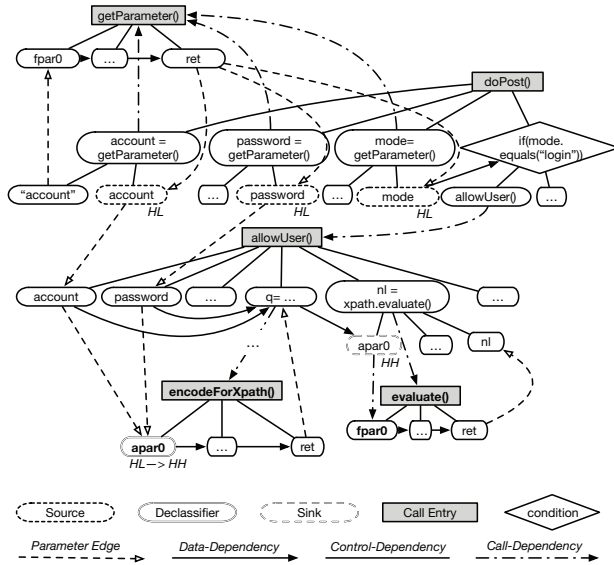 getParameter()
fpar0
...
ret
doPost()
account =
getParameter()
password =
getParameter()
mode=
getParameter()
if(mode.
equals("login"))
"account"
account
HL
...
password
HL
...
mode
HL
allowUser()
...
allowUser()
account
password
...
q= ...
nl =
xpath.evaluate()
...
...
apar0
HH
...
nl
encodeForXpath()
evaluate()
fpar0
...
ret
apar0
HL—> HH
...
ret
Source
Declassifier
Sink
Call Entry
condition
Parameter Edge
Data-Dependency
Control-Dependency
Call-Dependency